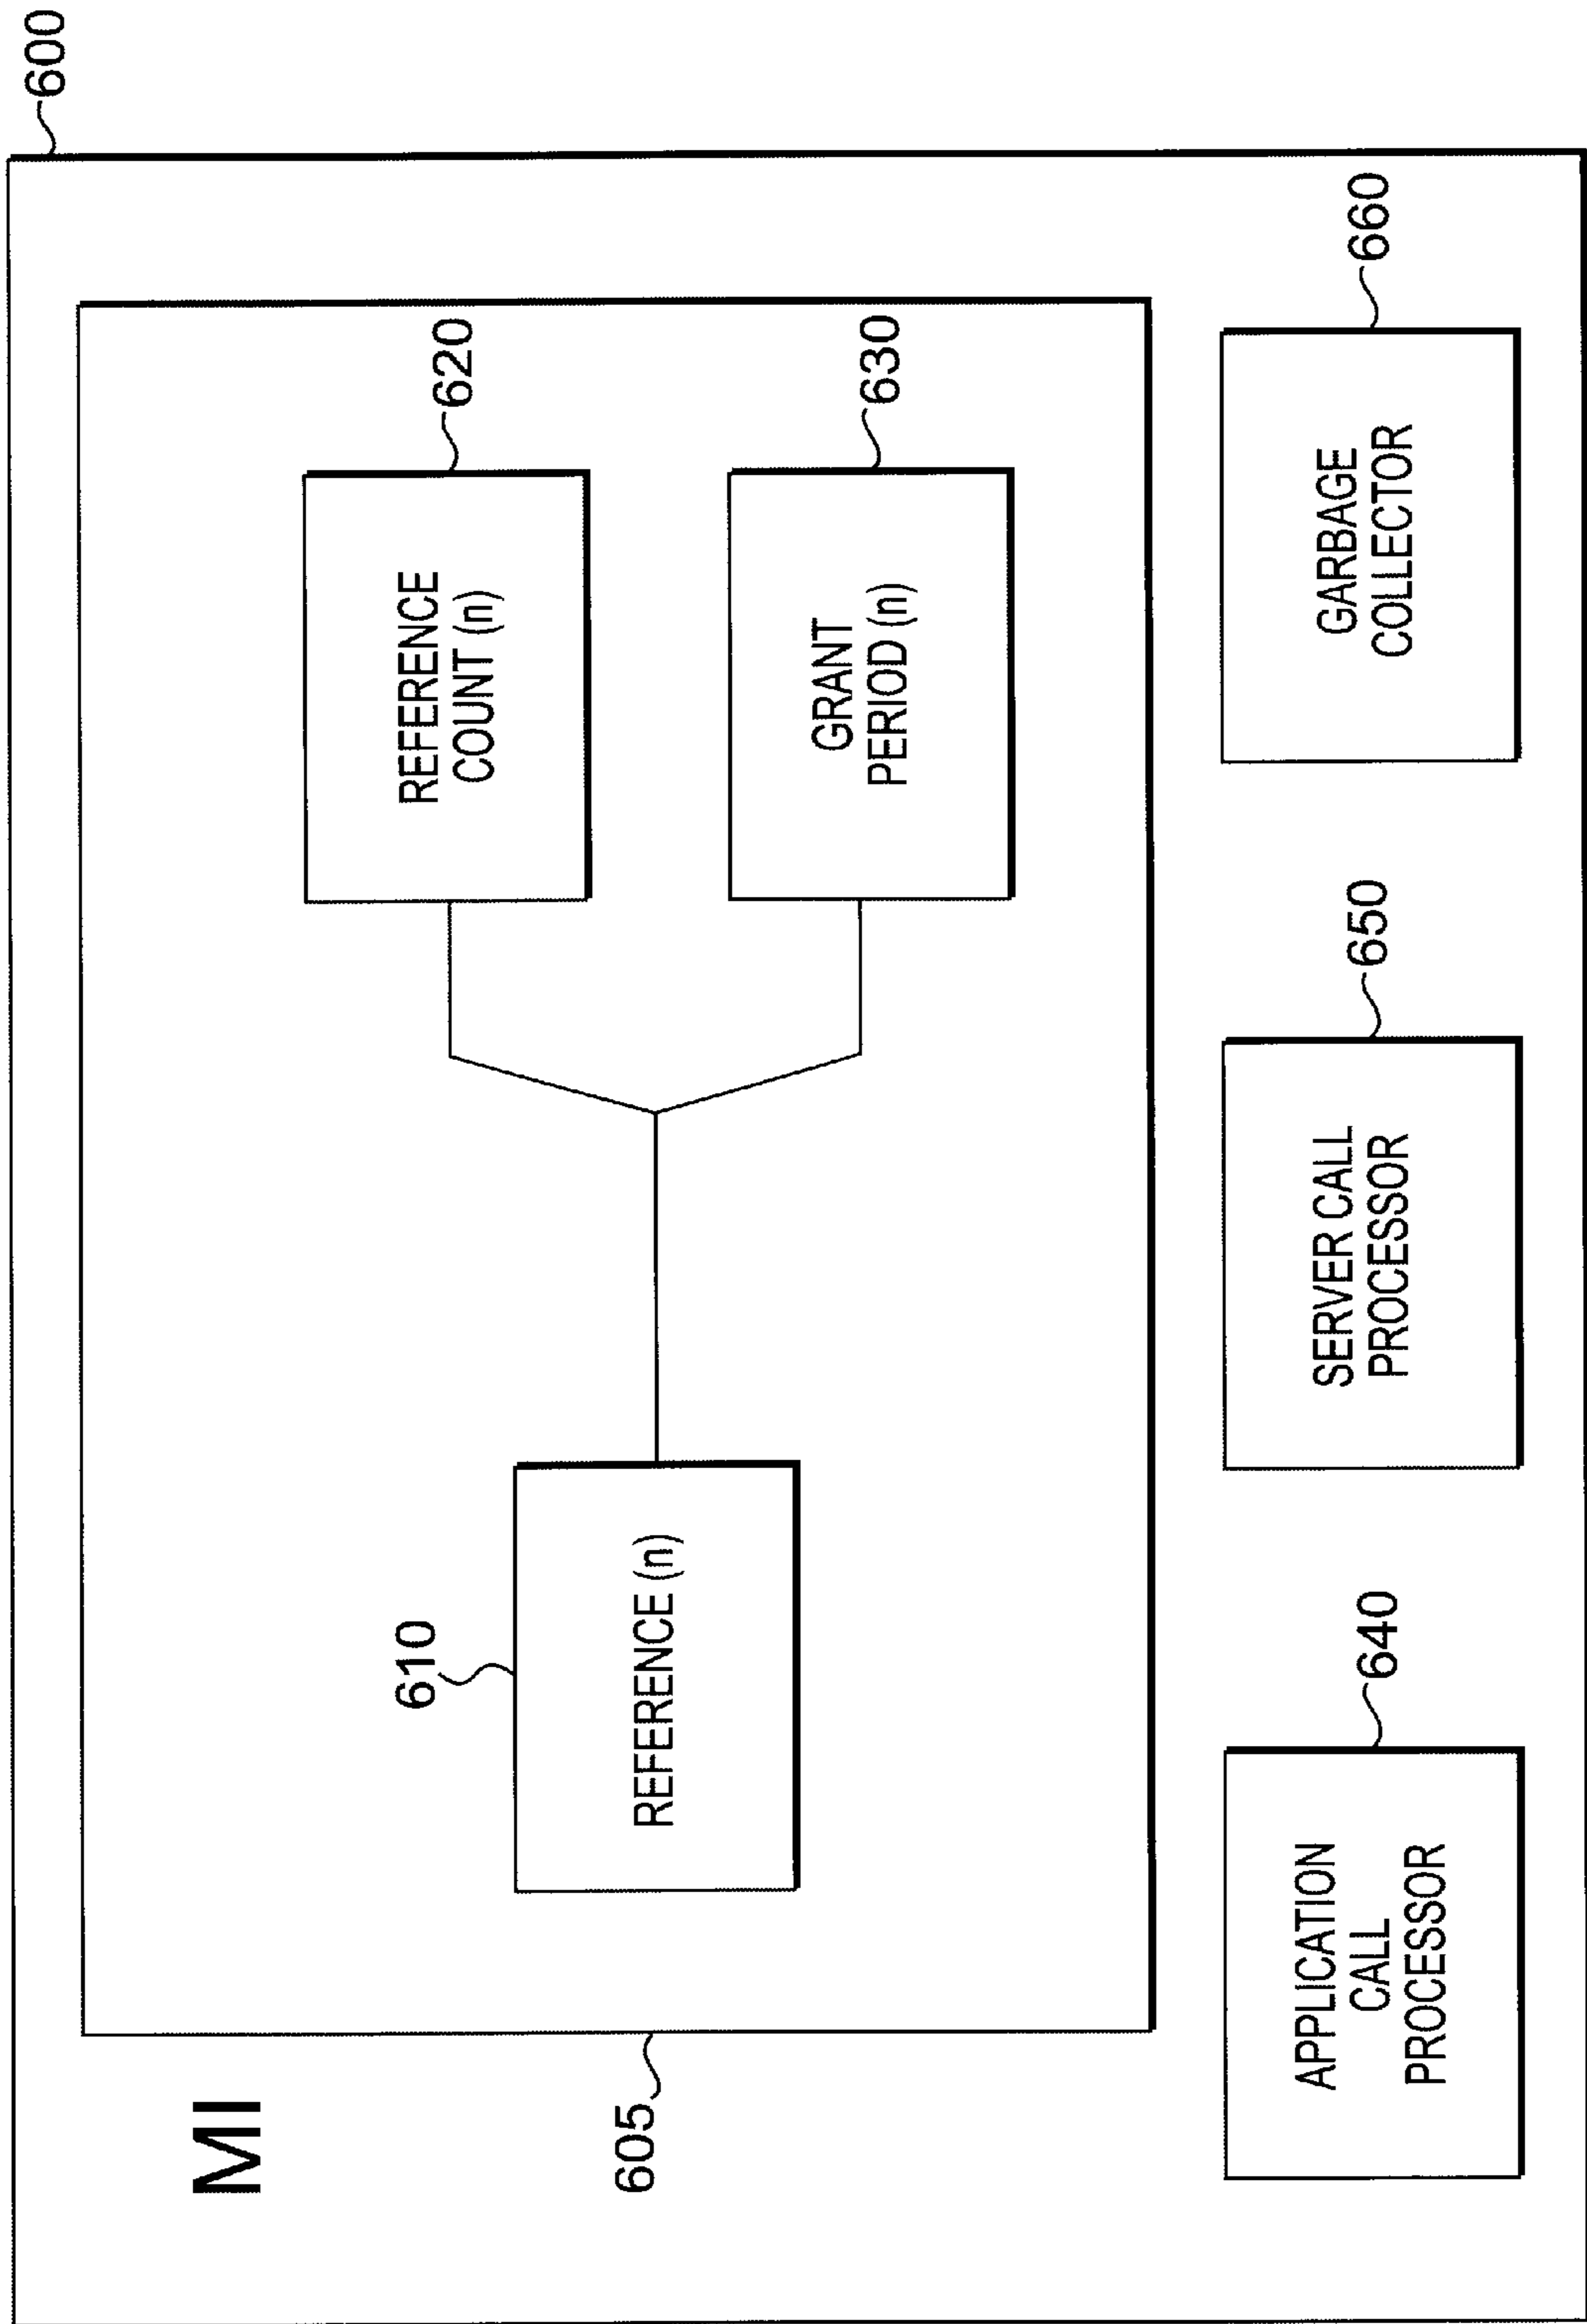 600
MI
605
610
REFERENCE (n)
REFERENCE
COUNT (n)
620
GRANT
PERIOD (n)
630
APPLICATION
CALL
PROCESSOR
640
SERVER CALL
PROCESSOR
650
GARBAGE
COLLECTOR
660